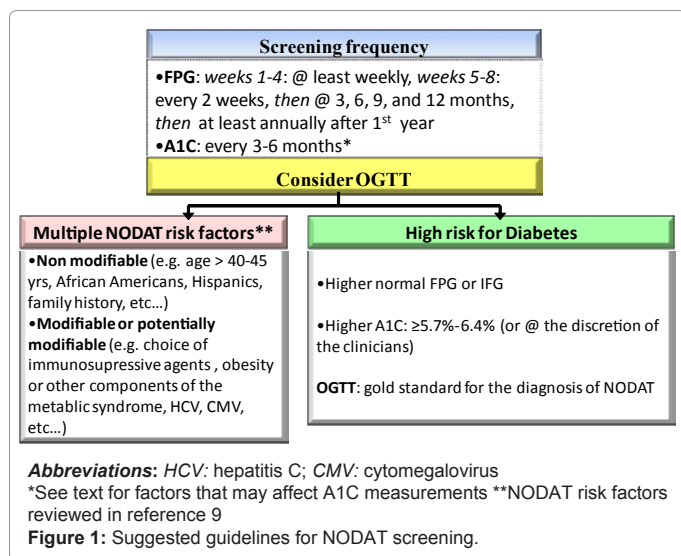 Screening frequency
•FPG: weeks 1-4: @ least weekly, weeks 5-8:
every 2 weeks, then @ 3, 6, 9, and 12 months,
then at least annually after 1st year
•A1C: every 3-6 months*
Consider OGTT
Multiple NODAT risk factors**
•Non modifiable (e.g. age > 40-45
yrs, African Americans, Hispanics,
family history, etc…)
•Modifiable or potentially
modifiable (e.g. choice of
immunosupressive agents , obesity
or other components of the
metablic syndrome, HCV, CMV,
etc…)
High risk for Diabetes
•Higher normal FPG or IFG
•Higher A1C: ≥5.7%-6.4% (or @ the discretion of
the clinicians)
OGTT: gold standard for the diagnosis of NODAT
Abbreviations: HCV: hepatitis C; CMV: cytomegalovirus
*See text for factors that may affect A1C measurements **NODAT risk factors
reviewed in reference 9
Figure 1: Suggested guidelines for NODAT screening.